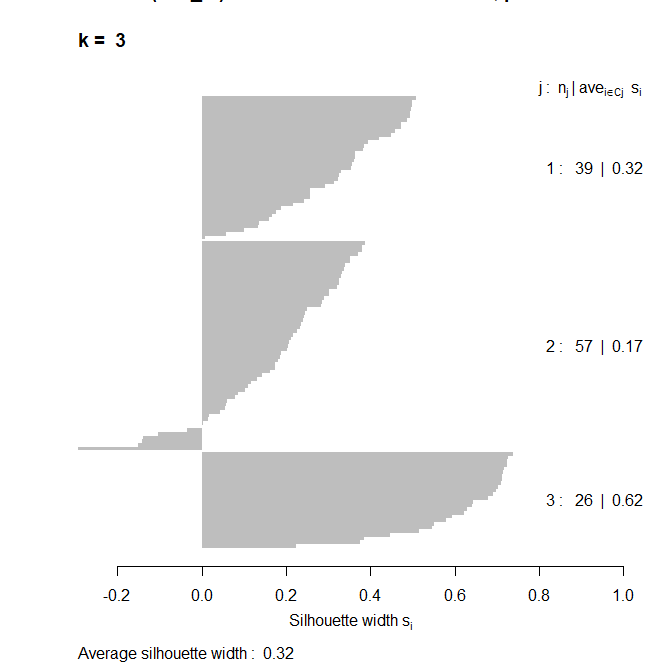 k = 3
j : nj | avei∈Cj si
1 : 39 | 0.32
2 : 57 | 0.17
3 : 26 | 0.62
-0.2 0.0 0.2 0.4 0.6 0.8 1.0
Silhouette width si
Average silhouette width : 0.32